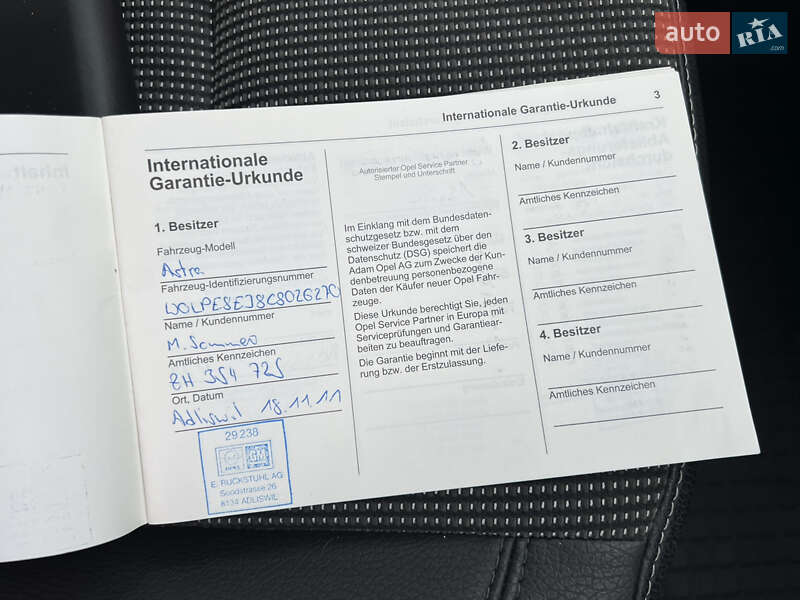 auto RIA.com
Internationale Garantie-Urkunde 3
Internationale
Garantie-Urkunde
1. Besitzer
Fahrzeug-Modell
Astra
Fahrzeug-Identifizierungsnummer
W0LPE8EJ8C8026270
Name / Kundennummer
M. Sommer
Amtliches Kennzeichen
ZH 354 725
Ort, Datum
Adliswil 18.11.11
29.238
E. RUCKSTUHL AG
Soodstrasse 26
8134 ADLISWIL
Autorisierter Opel Service Partner
Stempel und Unterschrift
Im Einklang mit dem Bundesdaten-
schutzgesetz bzw. mit dem
schweizer Bundesgesetz über den
Datenschutz (DSG) speichert die
Adam Opel AG zum Zwecke der Kun-
denbetreuung personenbezogene
Daten der Käufer neuer Opel Fahr-
zeuge.
Diese Urkunde berechtigt Sie, jeden
Opel Service Partner in Europa mit
Serviceprüfungen und Garantiear-
beiten zu beauftragen.
Die Garantie beginnt mit der Liefe-
rung bzw. der Erstzulassung.
2. Besitzer
Name / Kundennummer
Amtliches Kennzeichen
3. Besitzer
Name / Kundennummer
Amtliches Kennzeichen
4. Besitzer
Name / Kundennummer
Amtliches Kennzeichen